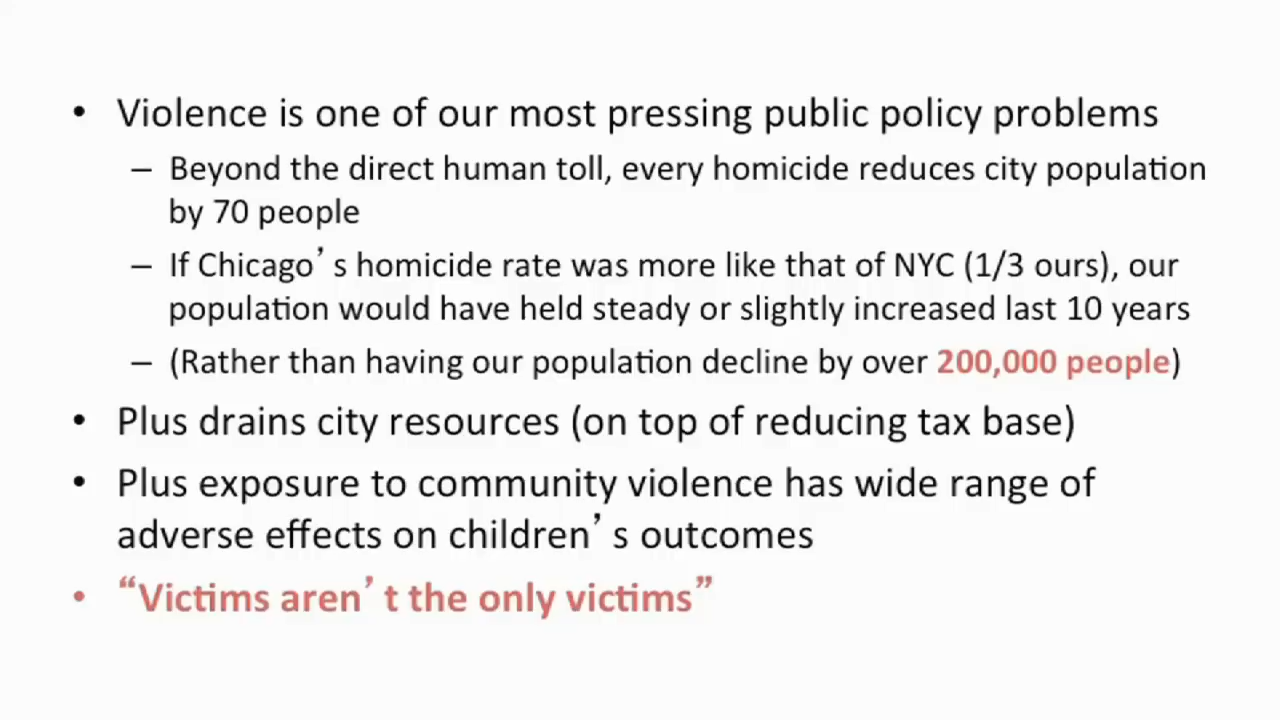 • Violence is one of our most pressing public policy problems
– Beyond the direct human toll, every homicide reduces city population
by 70 people
– If Chicago’s homicide rate was more like that of NYC (1/3 ours), our
population would have held steady or slightly increased last 10 years
– (Rather than having our population decline by over 200,000 people)
• Plus drains city resources (on top of reducing tax base)
• Plus exposure to community violence has wide range of
adverse effects on children’s outcomes
• “Victims aren’t the only victims”